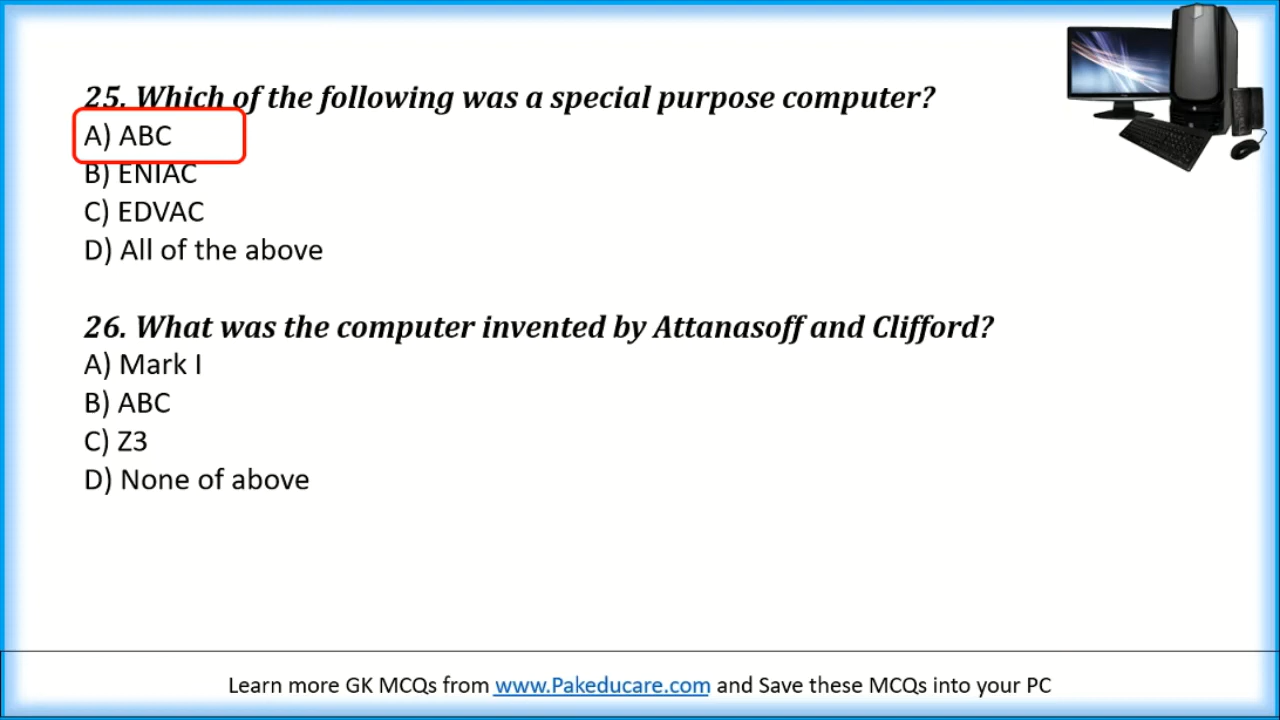 25. Which of the following was a special purpose computer?
A) ABC
B) ENIAC
C) EDVAC
D) All of the above
26. What was the computer invented by Attanasoff and Clifford?
A) Mark I
B) ABC
C) Z3
D) None of above
Learn more GK MCQs from www.Pakeducare.com and Save these MCQs into your PC